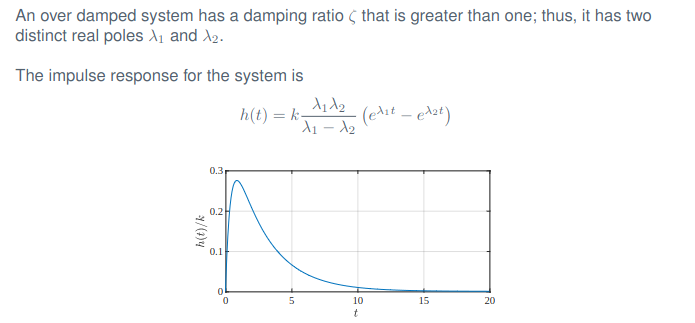 An over damped system has a damping ratio ζ that is greater than one; thus, it has two
distinct real poles λ₁ and λ₂.
The impulse response for the system is
h(t) = k λ₁λ₂ / (λ₁ − λ₂) (e^{λ₁t} − e^{λ₂t})
0.3
0.2
0.1
0
h(t)/k
0 5 10 15 20
t